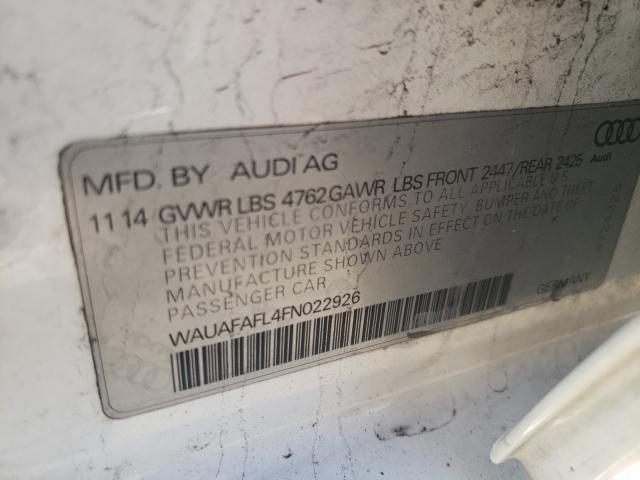 MFD. BY AUDI AG
Audi
11 14 GVWR LBS 4762 GAWR LBS FRONT 2447/REAR 2425
THIS VEHICLE CONFORMS TO ALL APPLICABLE U.S.
FEDERAL MOTOR VEHICLE SAFETY, BUMPER AND THEFT
PREVENTION STANDARDS IN EFFECT ON THE DATE OF
MANUFACTURE SHOWN ABOVE
PASSENGER CAR
WAUAFAFL4FN022926
GERMANY